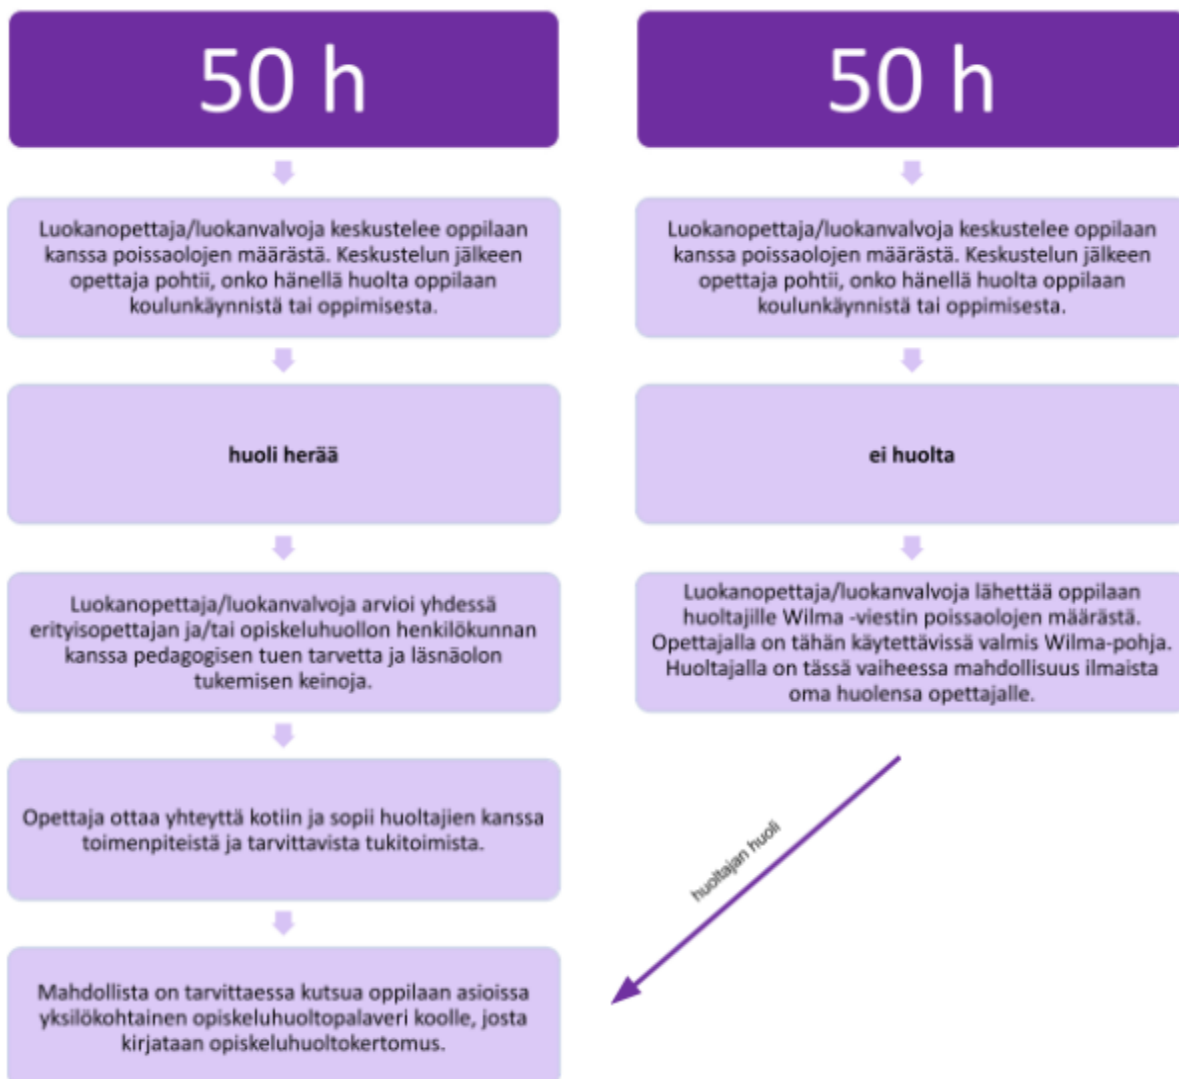 50 h
Luokanopettaja/luokanvalvoja keskustelee oppilaan
kanssa poissaolojen määrästä. Keskustelun jälkeen
opettaja pohtii, onko hänellä huolta oppilaan
koulunkäynnistä tai oppimisesta.
huoli herää
Luokanopettaja/luokanvalvoja arvioi yhdessä
erityisopettajan ja/tai opiskeluhuollon henkilökunnan
kanssa pedagogisen tuen tarvetta ja läsnäolon
tukemisen keinoja.
Opettaja ottaa yhteyttä kotiin ja sopii huoltajien kanssa
toimenpiteistä ja tarvittavista tukitoimista.
Mahdollista on tarvittaessa kutsua oppilaan asioissa
yksilökohtainen opiskeluhuoltopalaveri koolle, josta
kirjataan opiskeluhuoltokertomus.
50 h
Luokanopettaja/luokanvalvoja keskustelee oppilaan
kanssa poissaolojen määrästä. Keskustelun jälkeen
opettaja pohtii, onko hänellä huolta oppilaan
koulunkäynnistä tai oppimisesta.
ei huolta
Luokanopettaja/luokanvalvoja lähettää oppilaan
huoltajille Wilma -viestin poissaolojen määrästä.
Opettajalla on tähän käytettävissä valmis Wilma-pohja.
Huoltajalla on tässä vaiheessa mahdollisuus ilmaista
oma huolensa opettajalle.
huoltajan huoli